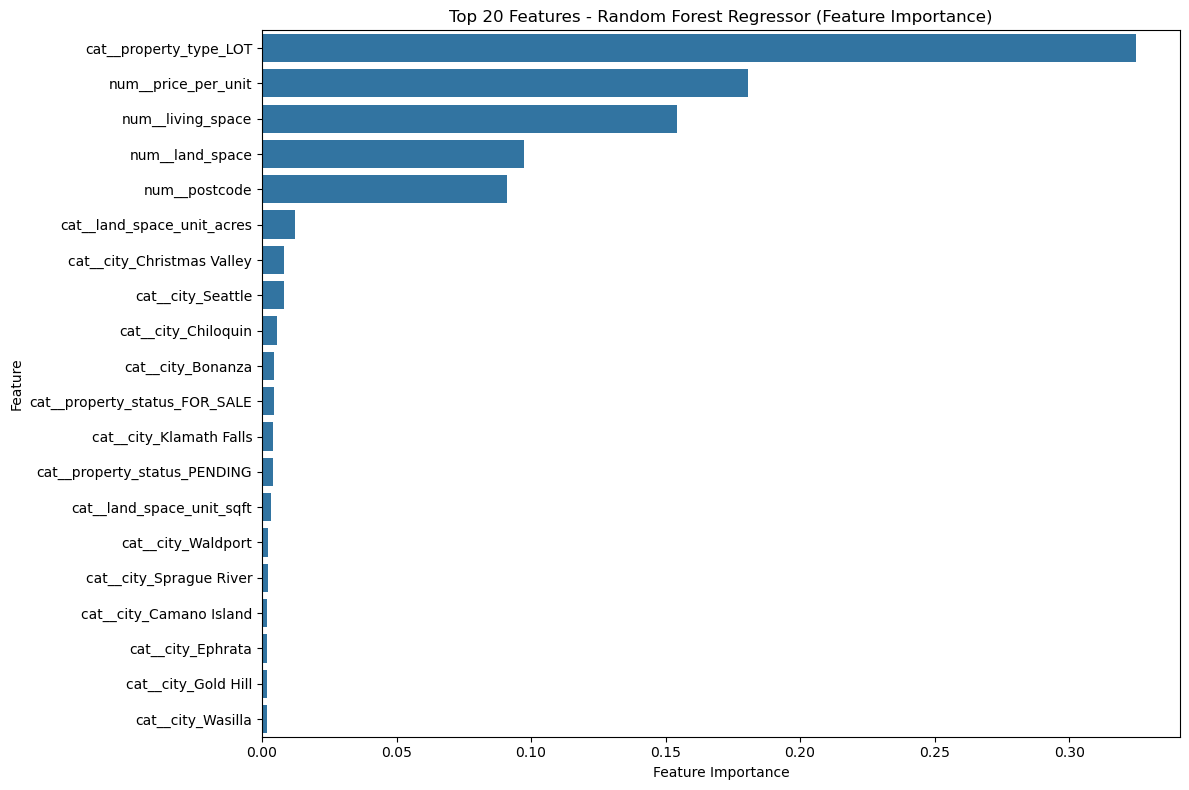 Top 20 Features - Random Forest Regressor (Feature Importance)
Feature
cat__property_type_LOT
num__price_per_unit
num__living_space
num__land_space
num__postcode
cat__land_space_unit_acres
cat__city_Christmas Valley
cat__city_Seattle
cat__city_Chiloquin
cat__city_Bonanza
cat__property_status_FOR_SALE
cat__city_Klamath Falls
cat__property_status_PENDING
cat__land_space_unit_sqft
cat__city_Waldport
cat__city_Sprague River
cat__city_Camano Island
cat__city_Ephrata
cat__city_Gold Hill
cat__city_Wasilla
0.00 0.05 0.10 0.15 0.20 0.25 0.30
Feature Importance